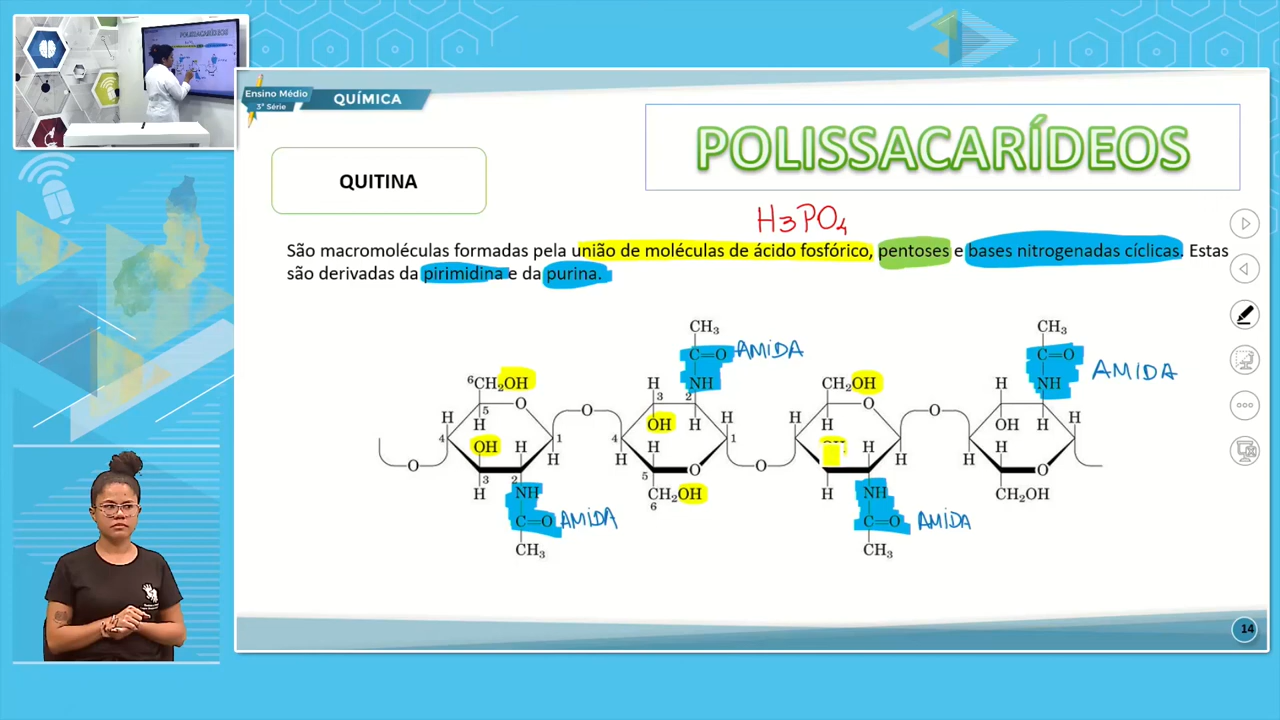 Ensino Médio
3ª Série
QUÍMICA
POLISSACARÍDEOS
QUITINA
H3PO4
São macromoléculas formadas pela união de moléculas de ácido fosfórico, pentoses e bases nitrogenadas cíclicas. Estas
são derivadas da pirimidina e da purina.
CH3 CH3
C=O AMIDA C=O AMIDA
6CH2OH H NH CH2OH H NH
5 O 3 2 O
H H O OH H H H H O OH H H
4 OH H 1 4 H 1 H H
O H H 5 O O H H O
3 2
H NH CH2OH H NH CH2OH
6
C=O AMIDA C=O AMIDA
CH3 CH3
14